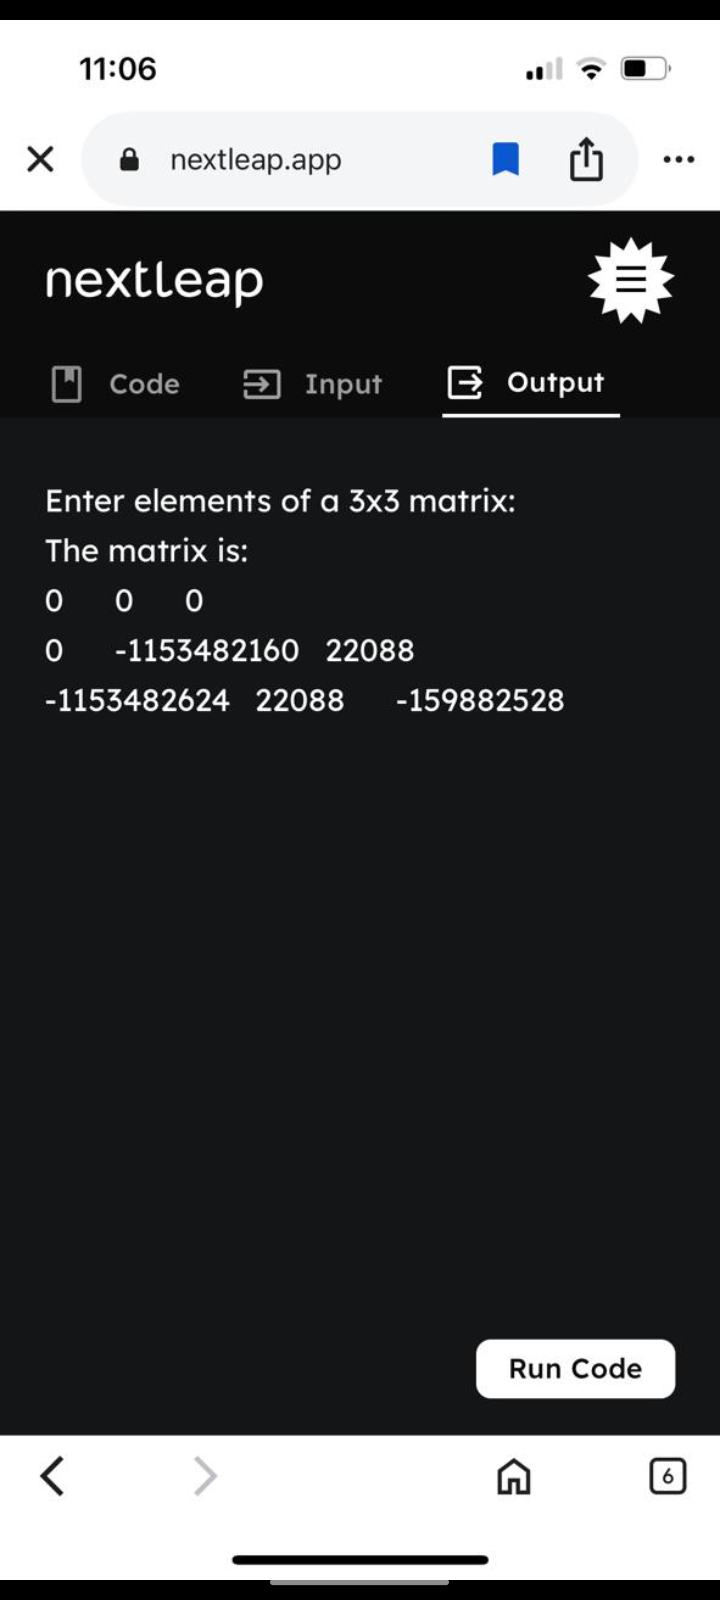 11:06
nextleap.app
nextleap
Code Input Output
Enter elements of a 3x3 matrix:
The matrix is:
0 0 0
0 -1153482160 22088
-1153482624 22088 -159882528
Run Code
6